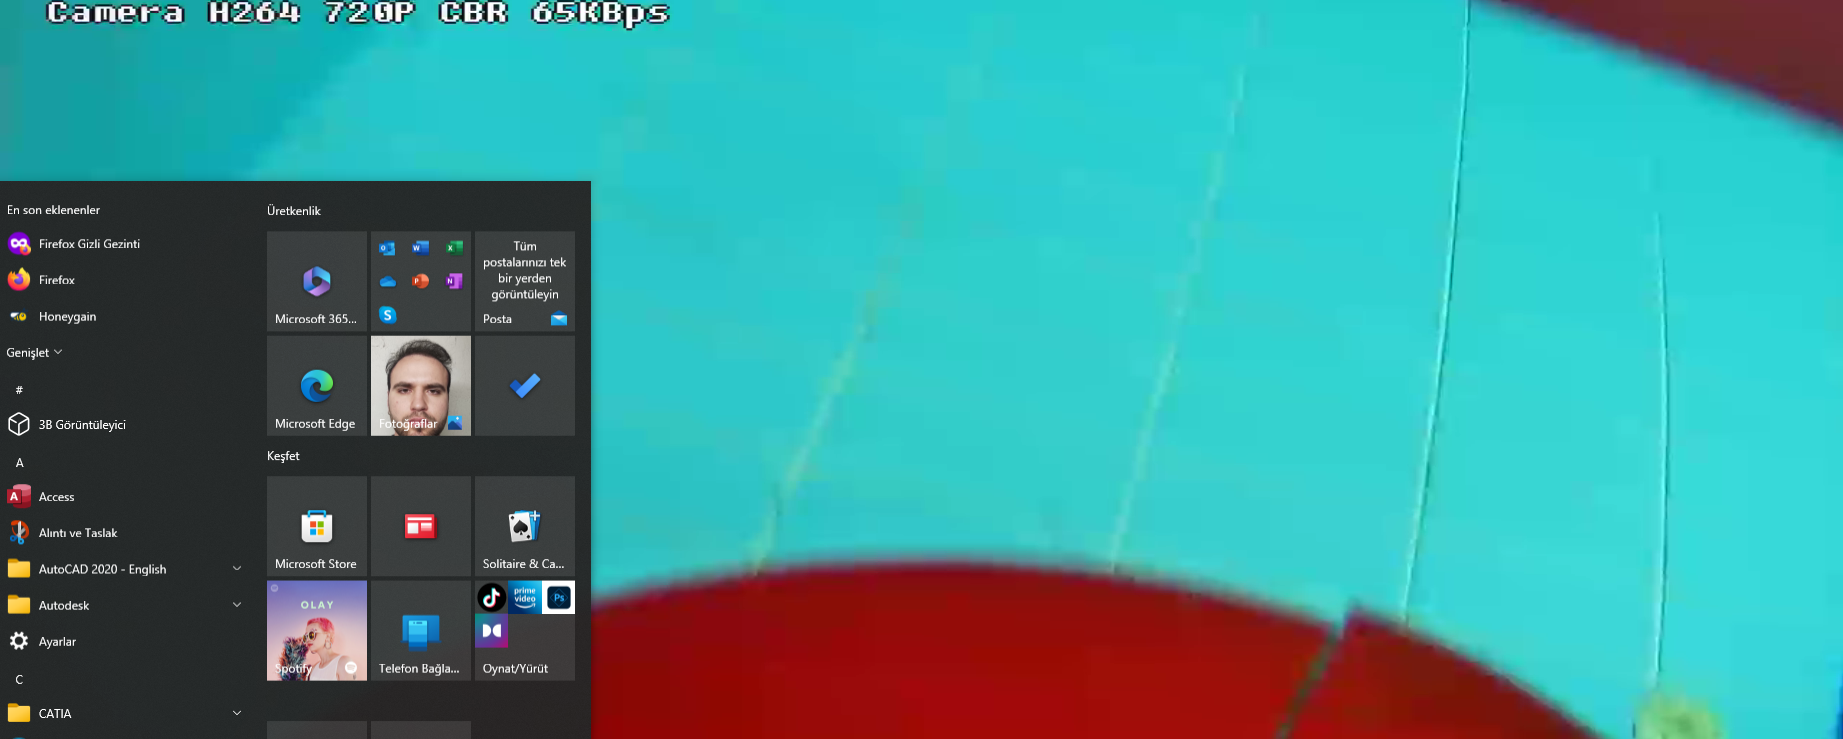 Camera H264 720P CBR 65KBps
En son eklenenler
Firefox Gizli Gezinti
Firefox
Honeygain
Genişlet
#
3B Görüntüleyici
A
Access
Alıntı ve Taslak
AutoCAD 2020 - English
Autodesk
Ayarlar
C
CATIA
Üretkenlik
Microsoft 365...
Tüm
postalarınızı tek
bir yerden
görüntüleyin
Posta
Microsoft Edge
Fotoğraflar
Keşfet
Microsoft Store
Solitaire & Ca...
OLAY
Spotify
Telefon Bağla...
prime
video
Ps
Oynat/Yürüt